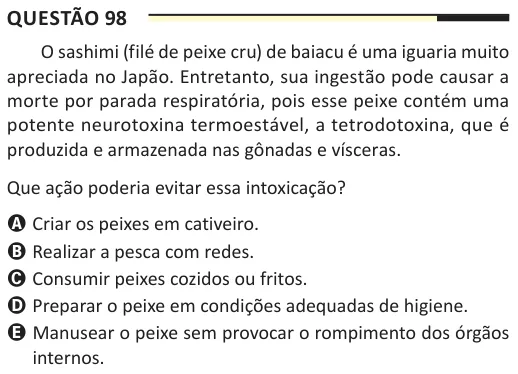 QUESTÃO 98
O sashimi (filé de peixe cru) de baiacu é uma iguaria muito
apreciada no Japão. Entretanto, sua ingestão pode causar a
morte por parada respiratória, pois esse peixe contém uma
potente neurotoxina termoestável, a tetrodotoxina, que é
produzida e armazenada nas gônadas e vísceras.
Que ação poderia evitar essa intoxicação?
A Criar os peixes em cativeiro.
B Realizar a pesca com redes.
C Consumir peixes cozidos ou fritos.
D Preparar o peixe em condições adequadas de higiene.
E Manusear o peixe sem provocar o rompimento dos órgãos
internos.